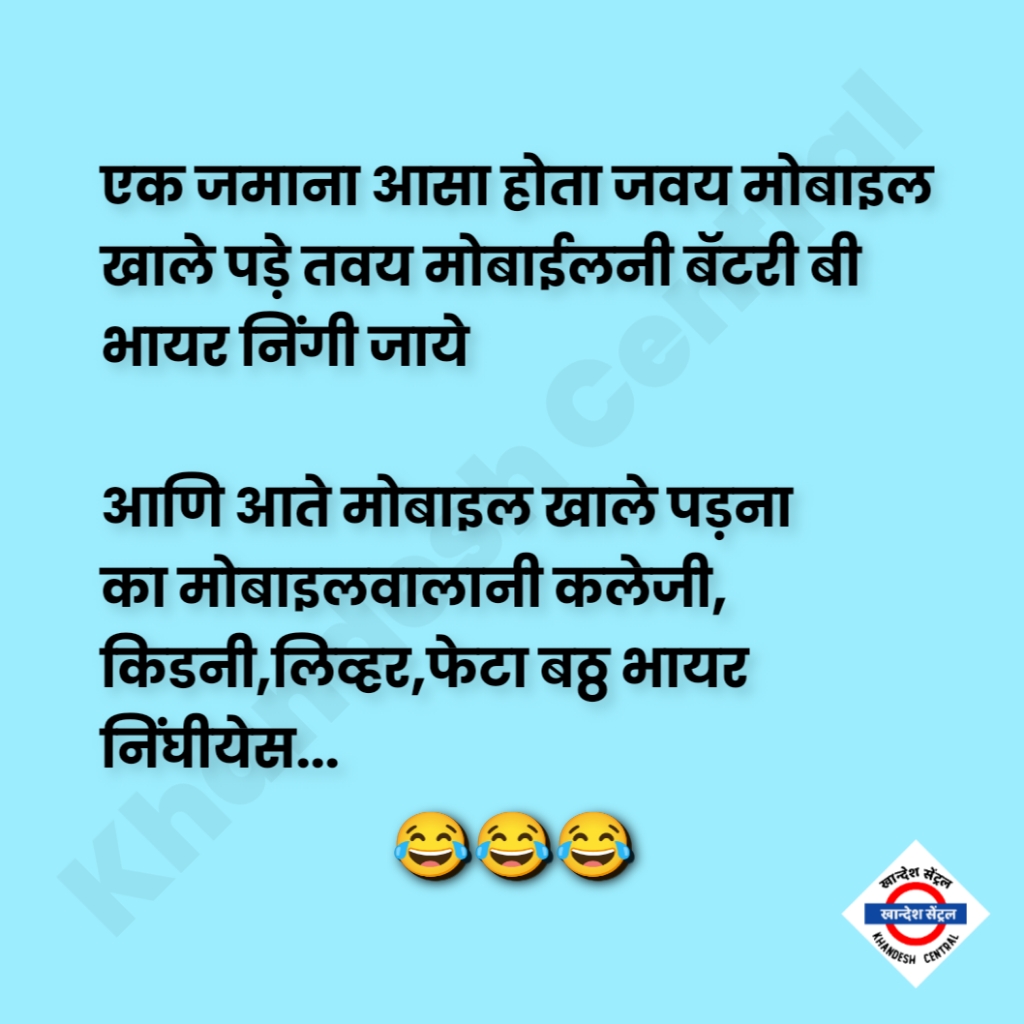 एक जमाना आसा होता जवय मोबाइल
खाले पड़े तवय मोबाईलनी बॅटरी बी
भायर निंगी जाये
आणि आते मोबाइल खाले पड़ना
का मोबाइलवालानी कलेजी,
किडनी,लिव्हर,फेटा बठ्ठ भायर
निंघीयेस...
😂😂😂
Khandesh Central
खान्देश सेंट्रल
खान्देश सेंट्रल
KHANDESH CENTRAL